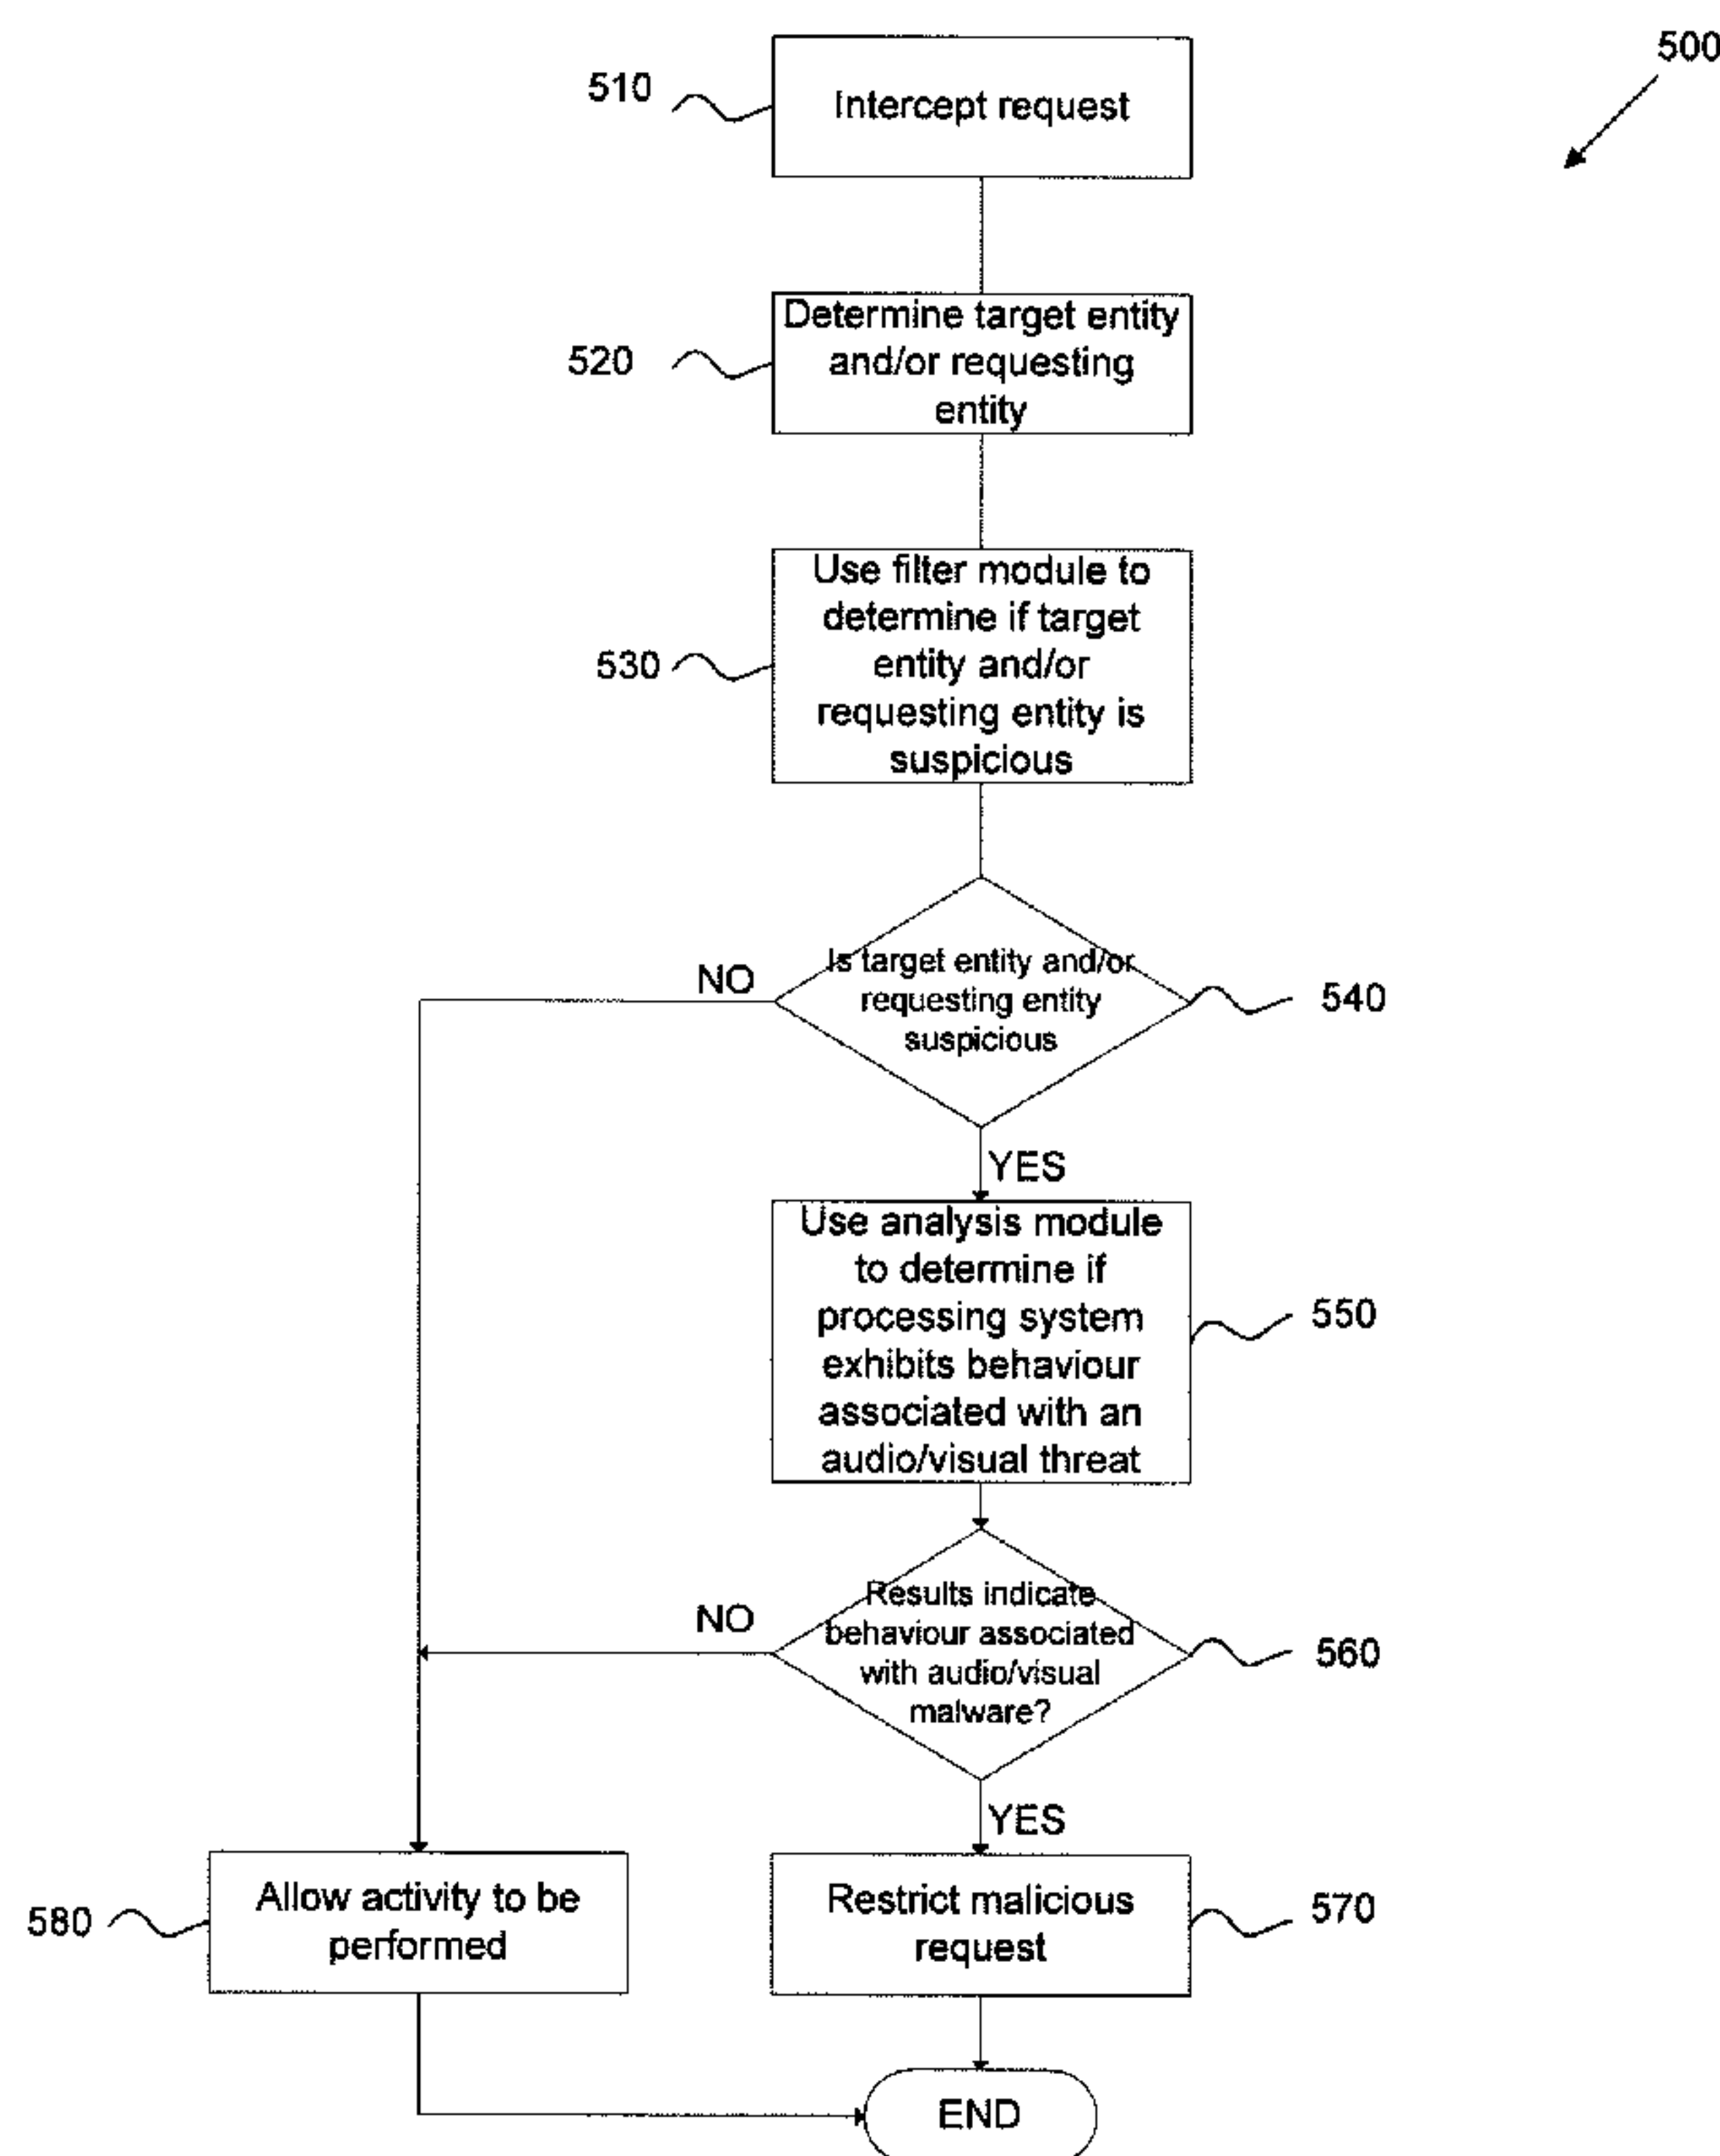 500
510
Intercept request
520
Determine target entity
and/or requesting
entity
530
Use filter module to
determine if target
entity and/or
requesting entity is
suspicious
NO
Is target entity and/or
requesting entity
suspicious
540
YES
Use analysis module
to determine if
processing system
exhibits behaviour
associated with an
audio/visual threat
550
NO
Results indicate
behaviour associated
with audio/visual
malware?
560
YES
580
Allow activity to be
performed
Restrict malicious
request
570
END